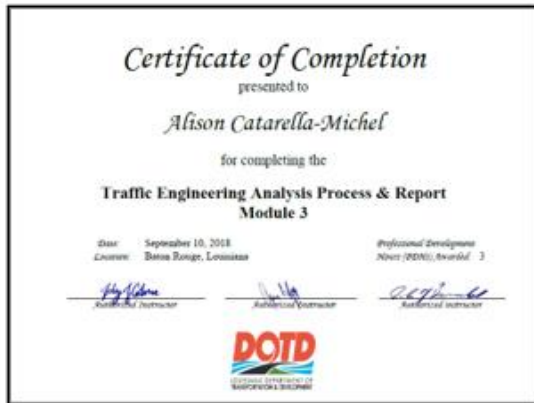 Certificate of Completion
presented to
Alison Catarella-Michel
for completing the
Traffic Engineering Analysis Process & Report
Module 3
Date: September 10, 2018
Location: Baton Rouge, Louisiana
Professional Development
Hours (PDHs) Awarded: 3
Authorized Instructor
Authorized Instructor
Authorized Instructor
DOTD
LOUISIANA DEPARTMENT OF
TRANSPORTATION & DEVELOPMENT